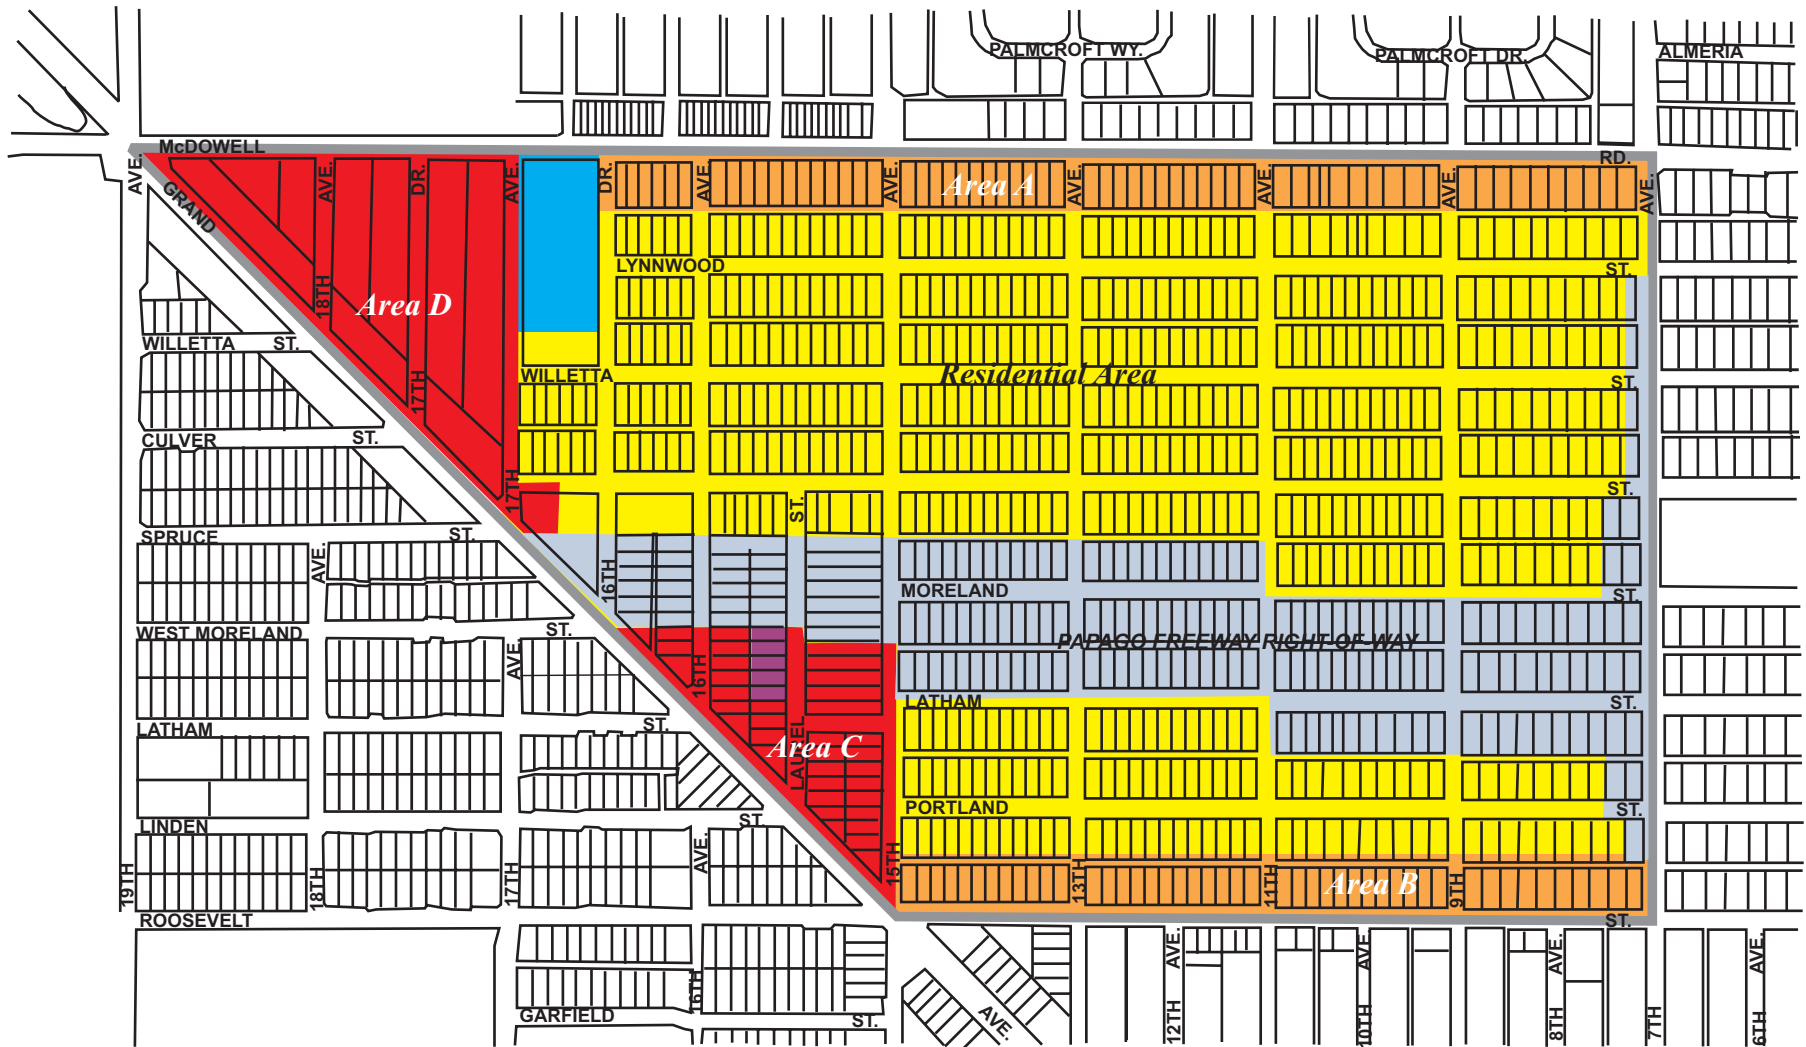 PALMCROFT WY.
PALMCROFT DR.
ALMERIA
McDOWELL
RD.
AVE.
GRAND
AVE.
DR.
AVE.
DR.
AVE.
AVE.
AVE.
AVE.
AVE.
AVE.
Area A
LYNNWOOD
ST.
18TH
Area D
WILLETTA
ST.
WILLETTA
ST.
Residential Area
17TH
CULVER
ST.
17TH
ST.
ST.
SPRUCE
ST.
AVE.
16TH
MORELAND
ST.
WEST MORELAND
ST.
AVE.
PAPAGO FREEWAY RIGHT-OF-WAY
16TH
LATHAM
ST.
LATHAM
ST.
LAUREL
Area C
PORTLAND
ST.
LINDEN
ST.
AVE.
19TH
18TH
17TH
15TH
13TH
11TH
Area B
9TH
ROOSEVELT
ST.
AVE.
AVE.
AVE.
AVE.
16TH
GARFIELD
ST.
AVE.
12TH
10TH
8TH
7TH
6TH